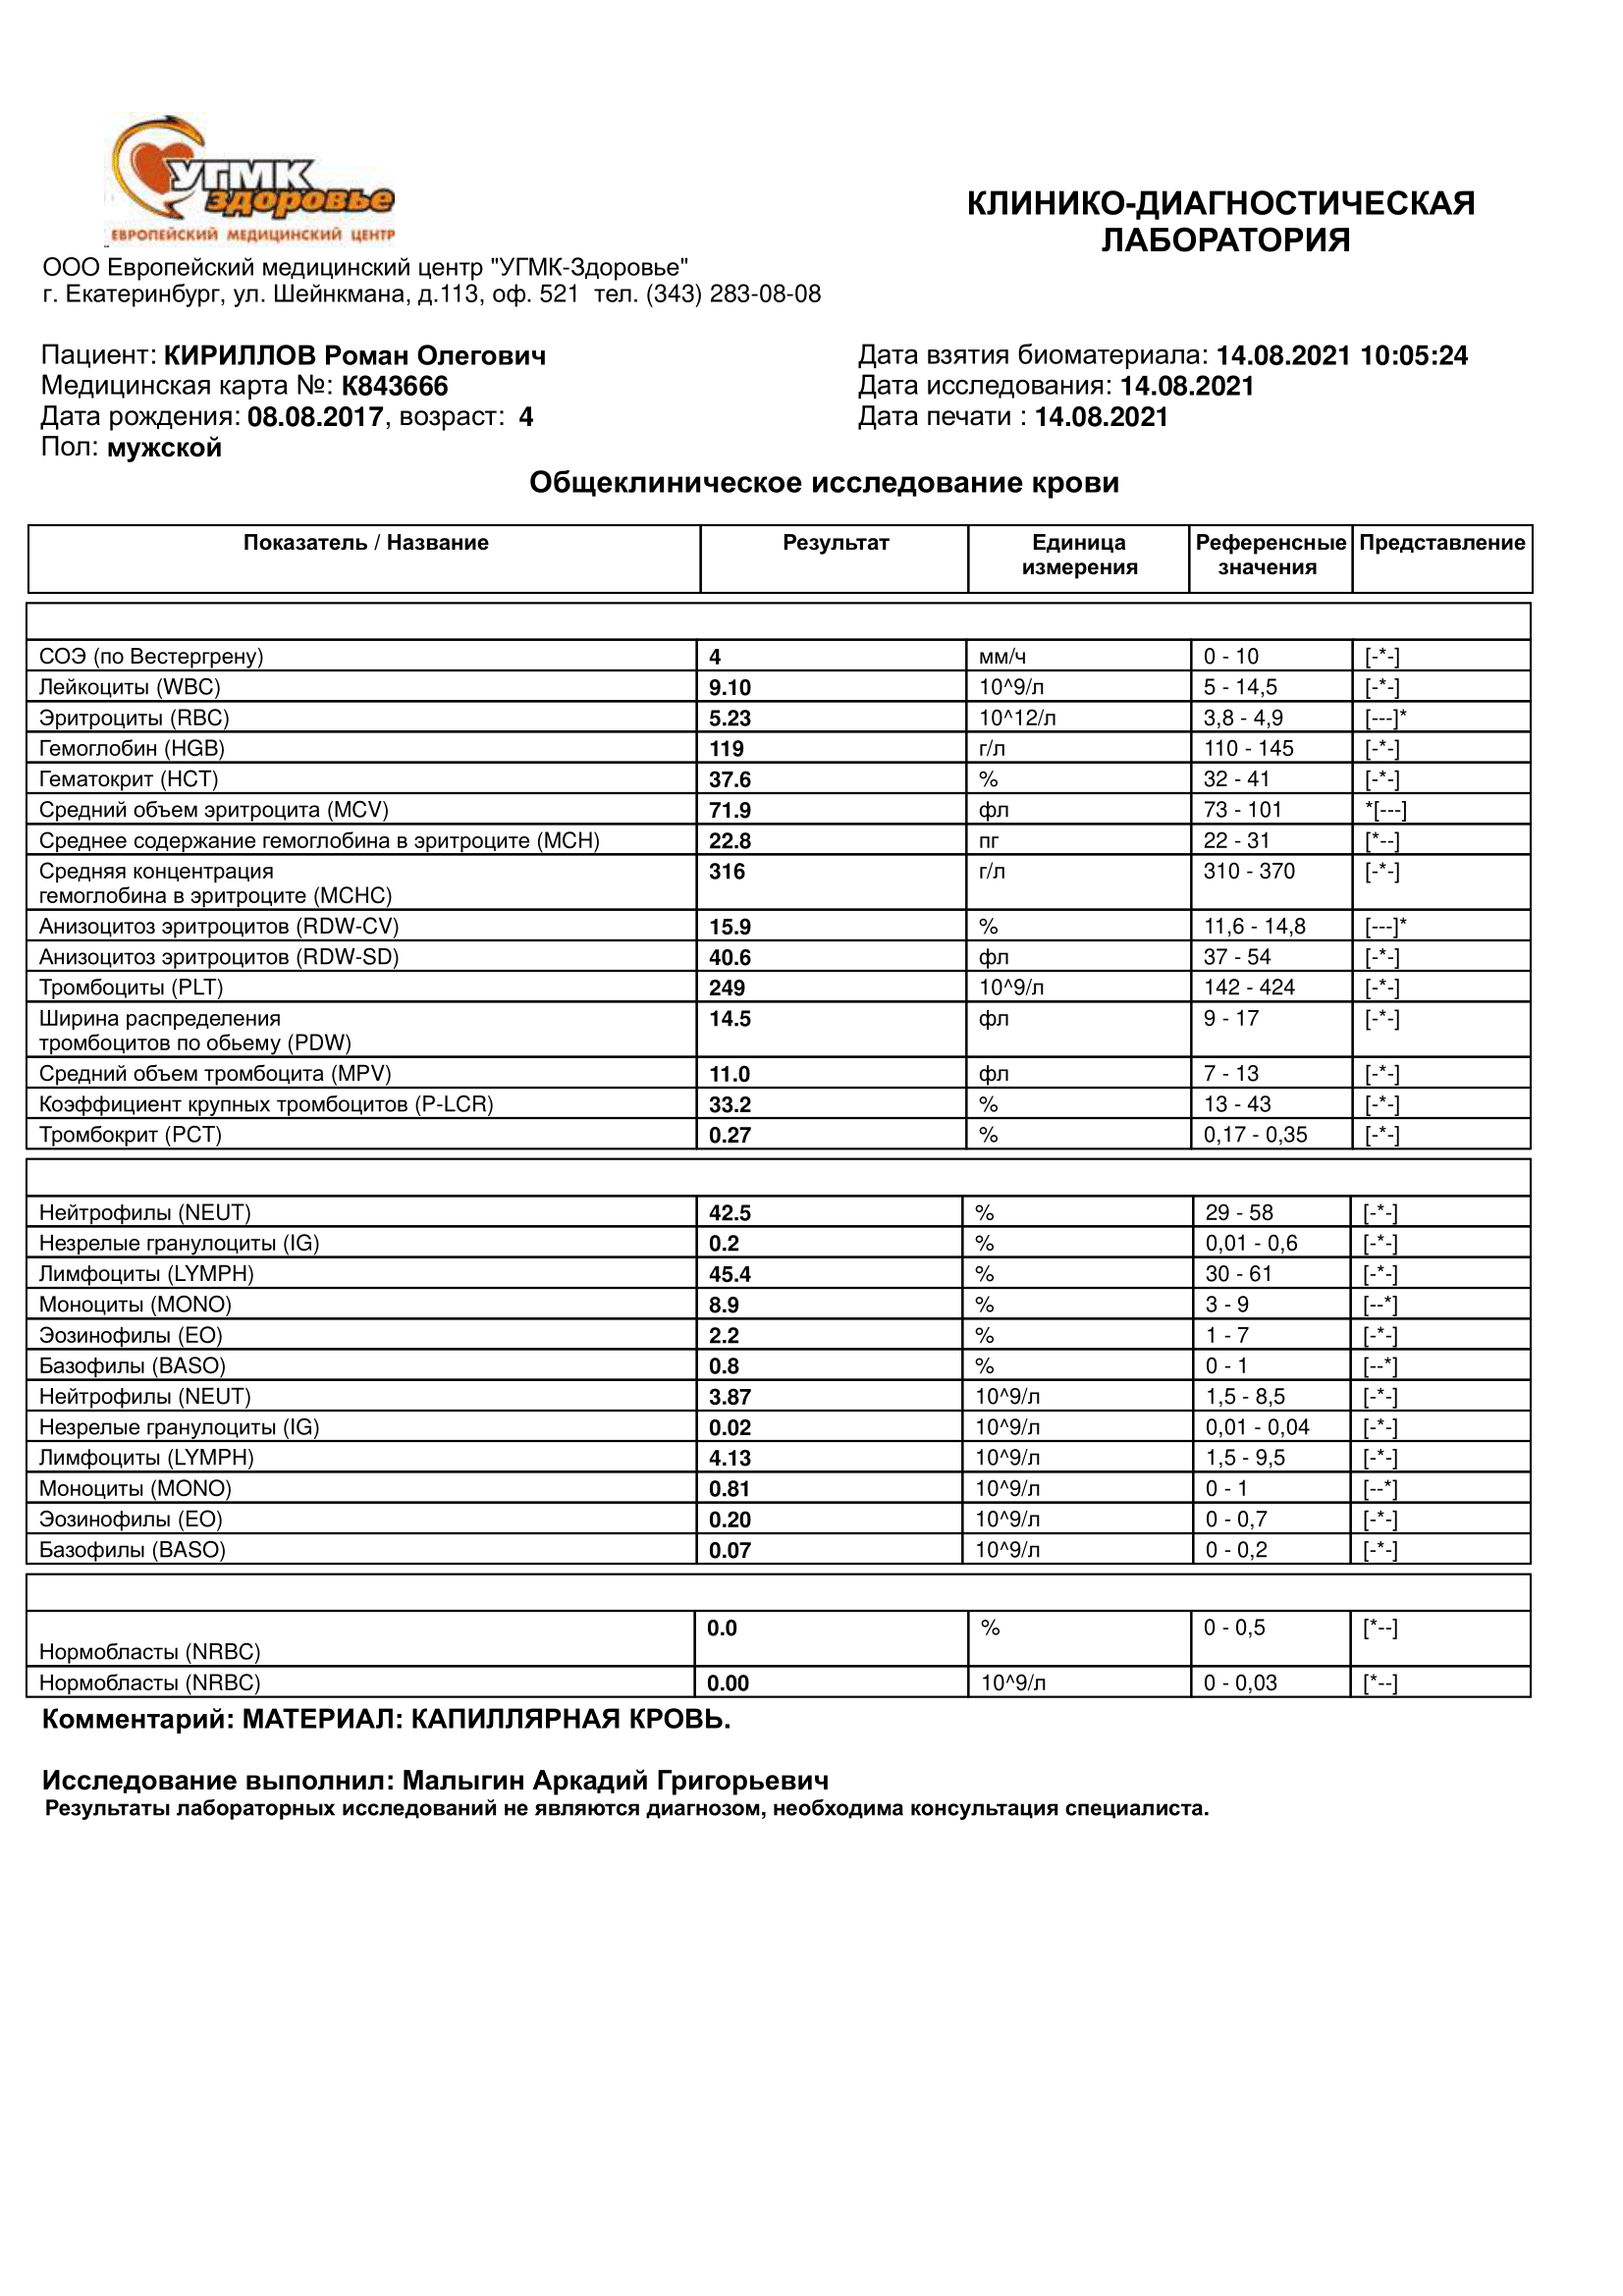 УГМК
здоровье
ЕВРОПЕЙСКИЙ МЕДИЦИНСКИЙ ЦЕНТР
КЛИНИКО-ДИАГНОСТИЧЕСКАЯ
ЛАБОРАТОРИЯ
ООО Европейский медицинский центр "УГМК-Здоровье"
г. Екатеринбург, ул. Шейнкмана, д.113, оф. 521 тел. (343) 283-08-08
Пациент: КИРИЛЛОВ Роман Олегович Дата взятия биоматериала: 14.08.2021 10:05:24
Медицинская карта №: К843666 Дата исследования: 14.08.2021
Дата рождения: 08.08.2017, возраст: 4 Дата печати : 14.08.2021
Пол: мужской
Общеклиническое исследование крови
Показатель / Название Результат Единица Референсные Представление
измерения значения
СОЭ (по Вестергрену) 4 мм/ч 0 - 10 [-*-]
Лейкоциты (WBC) 9.10 10^9/л 5 - 14,5 [-*-]
Эритроциты (RBC) 5.23 10^12/л 3,8 - 4,9 [---]*
Гемоглобин (HGB) 119 г/л 110 - 145 [-*-]
Гематокрит (HCT) 37.6 % 32 - 41 [-*-]
Средний объем эритроцита (MCV) 71.9 фл 73 - 101 *[---]
Среднее содержание гемоглобина в эритроците (MCH) 22.8 пг 22 - 31 [*--]
Средняя концентрация 316 г/л 310 - 370 [-*-]
гемоглобина в эритроците (MCHC)
Анизоцитоз эритроцитов (RDW-CV) 15.9 % 11,6 - 14,8 [---]*
Анизоцитоз эритроцитов (RDW-SD) 40.6 фл 37 - 54 [-*-]
Тромбоциты (PLT) 249 10^9/л 142 - 424 [-*-]
Ширина распределения 14.5 фл 9 - 17 [-*-]
тромбоцитов по обьему (PDW)
Средний объем тромбоцита (MPV) 11.0 фл 7 - 13 [-*-]
Коэффициент крупных тромбоцитов (P-LCR) 33.2 % 13 - 43 [-*-]
Тромбокрит (PCT) 0.27 % 0,17 - 0,35 [-*-]
Нейтрофилы (NEUT) 42.5 % 29 - 58 [-*-]
Незрелые гранулоциты (IG) 0.2 % 0,01 - 0,6 [-*-]
Лимфоциты (LYMPH) 45.4 % 30 - 61 [-*-]
Моноциты (MONO) 8.9 % 3 - 9 [--*]
Эозинофилы (EO) 2.2 % 1 - 7 [-*-]
Базофилы (BASO) 0.8 % 0 - 1 [--*]
Нейтрофилы (NEUT) 3.87 10^9/л 1,5 - 8,5 [-*-]
Незрелые гранулоциты (IG) 0.02 10^9/л 0,01 - 0,04 [-*-]
Лимфоциты (LYMPH) 4.13 10^9/л 1,5 - 9,5 [-*-]
Моноциты (MONO) 0.81 10^9/л 0 - 1 [--*]
Эозинофилы (EO) 0.20 10^9/л 0 - 0,7 [-*-]
Базофилы (BASO) 0.07 10^9/л 0 - 0,2 [-*-]
0.0 % 0 - 0,5 [*--]
Нормобласты (NRBC)
Нормобласты (NRBC) 0.00 10^9/л 0 - 0,03 [*--]
Комментарий: МАТЕРИАЛ: КАПИЛЛЯРНАЯ КРОВЬ.
Исследование выполнил: Малыгин Аркадий Григорьевич
Результаты лабораторных исследований не являются диагнозом, необходима консультация специалиста.